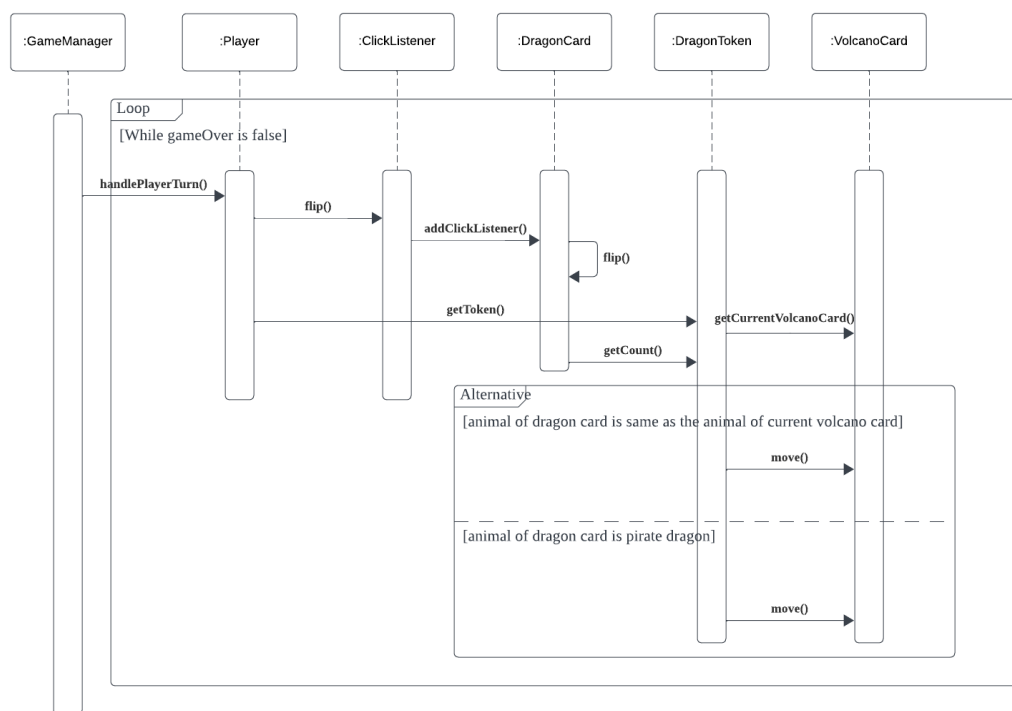 :GameManager
:Player
:ClickListener
:DragonCard
:DragonToken
:VolcanoCard
Loop
[While gameOver is false]
handlePlayerTurn()
flip()
addClickListener()
flip()
getToken()
getCurrentVolcanoCard()
getCount()
Alternative
[animal of dragon card is same as the animal of current volcano card]
move()
[animal of dragon card is pirate dragon]
move()